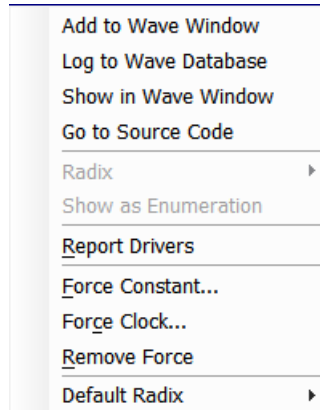 Add to Wave Window
Log to Wave Database
Show in Wave Window
Go to Source Code
Radix
Show as Enumeration
Report Drivers
Force Constant...
Force Clock...
Remove Force
Default Radix